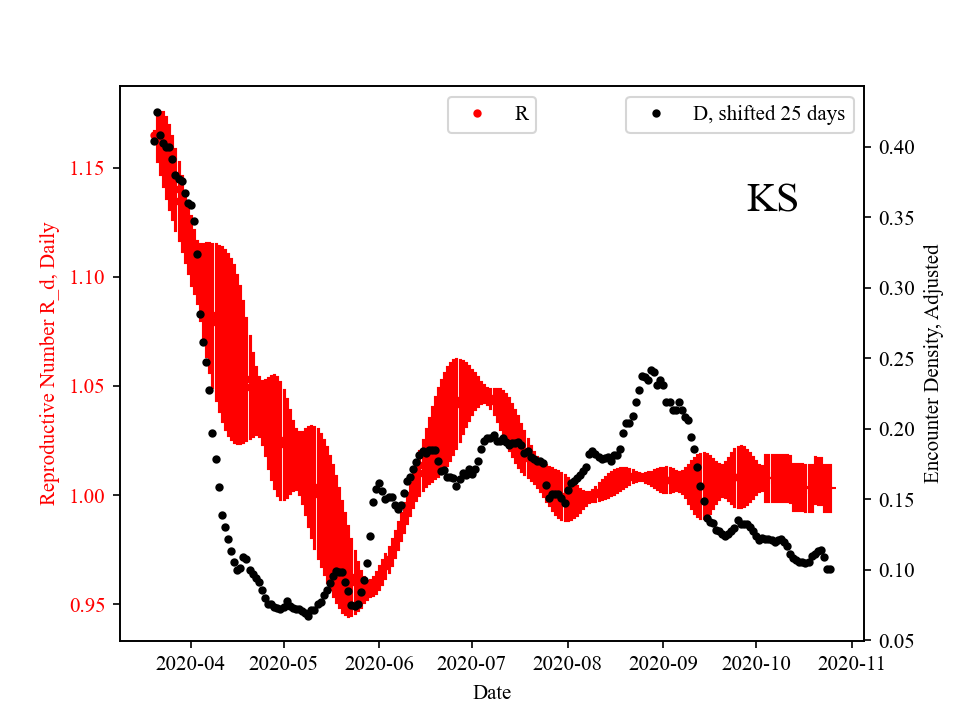 R
D, shifted 25 days
KS
Reproductive Number R_d, Daily
1.15
1.10
1.05
1.00
0.95
0.40
0.35
0.30
0.25
0.20
0.15
0.10
0.05
Encounter Density, Adjusted
2020-04 2020-05 2020-06 2020-07 2020-08 2020-09 2020-10 2020-11
Date